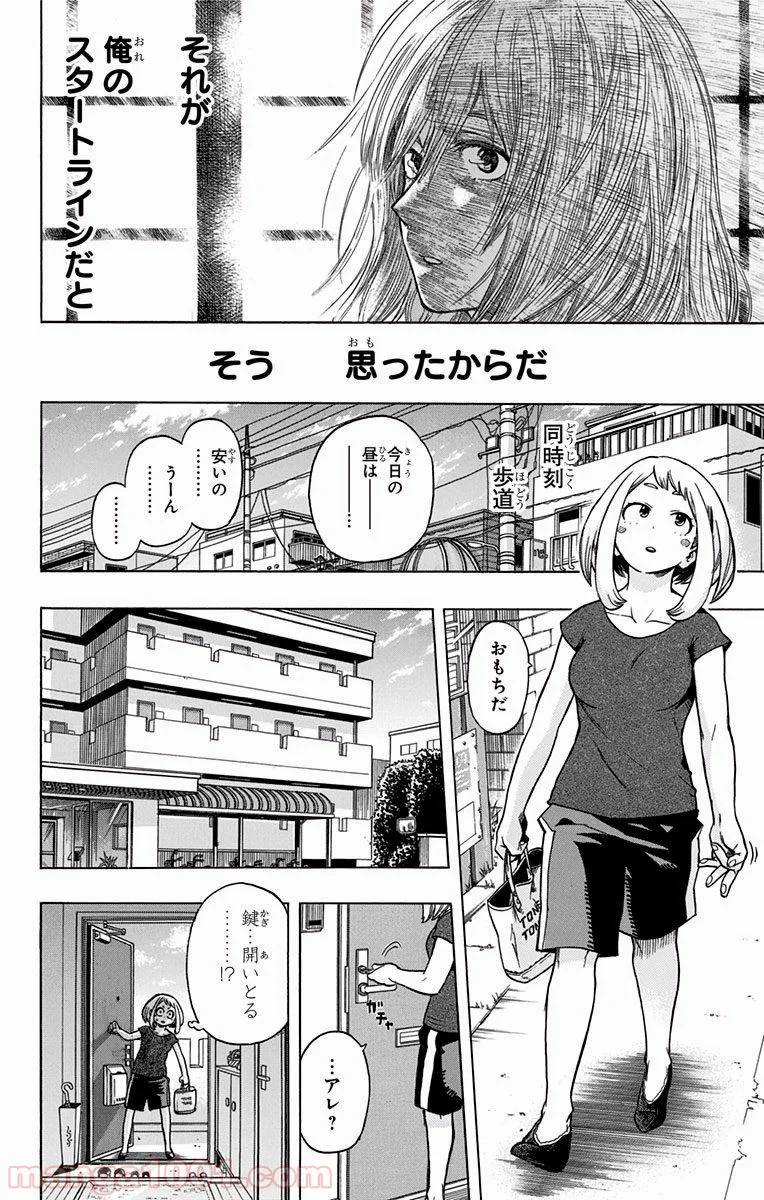 それが
俺の
スタートラインだと
そう 思ったからだ
同時刻
歩道
今日の
昼は
────…
安いの
………
うーん
………
………
おもちだ
TONE
TONE
ガチャ
…アレ?
鍵…開いとる
………!?